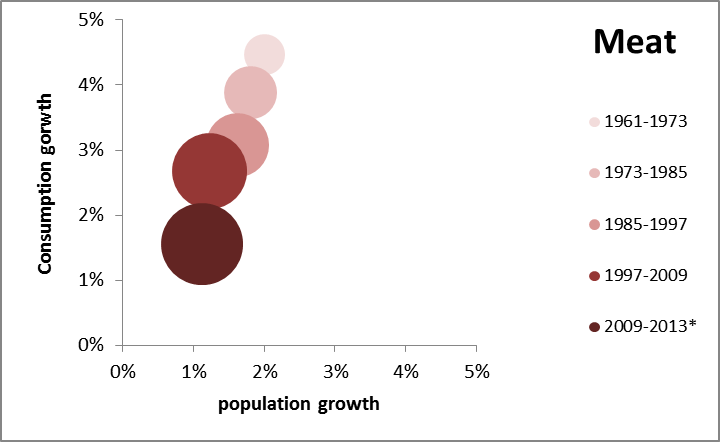 Meat
5%
4%
3%
2%
1%
0%
Consumption gorwth
0% 1% 2% 3% 4% 5%
population growth
1961-1973
1973-1985
1985-1997
1997-2009
2009-2013*